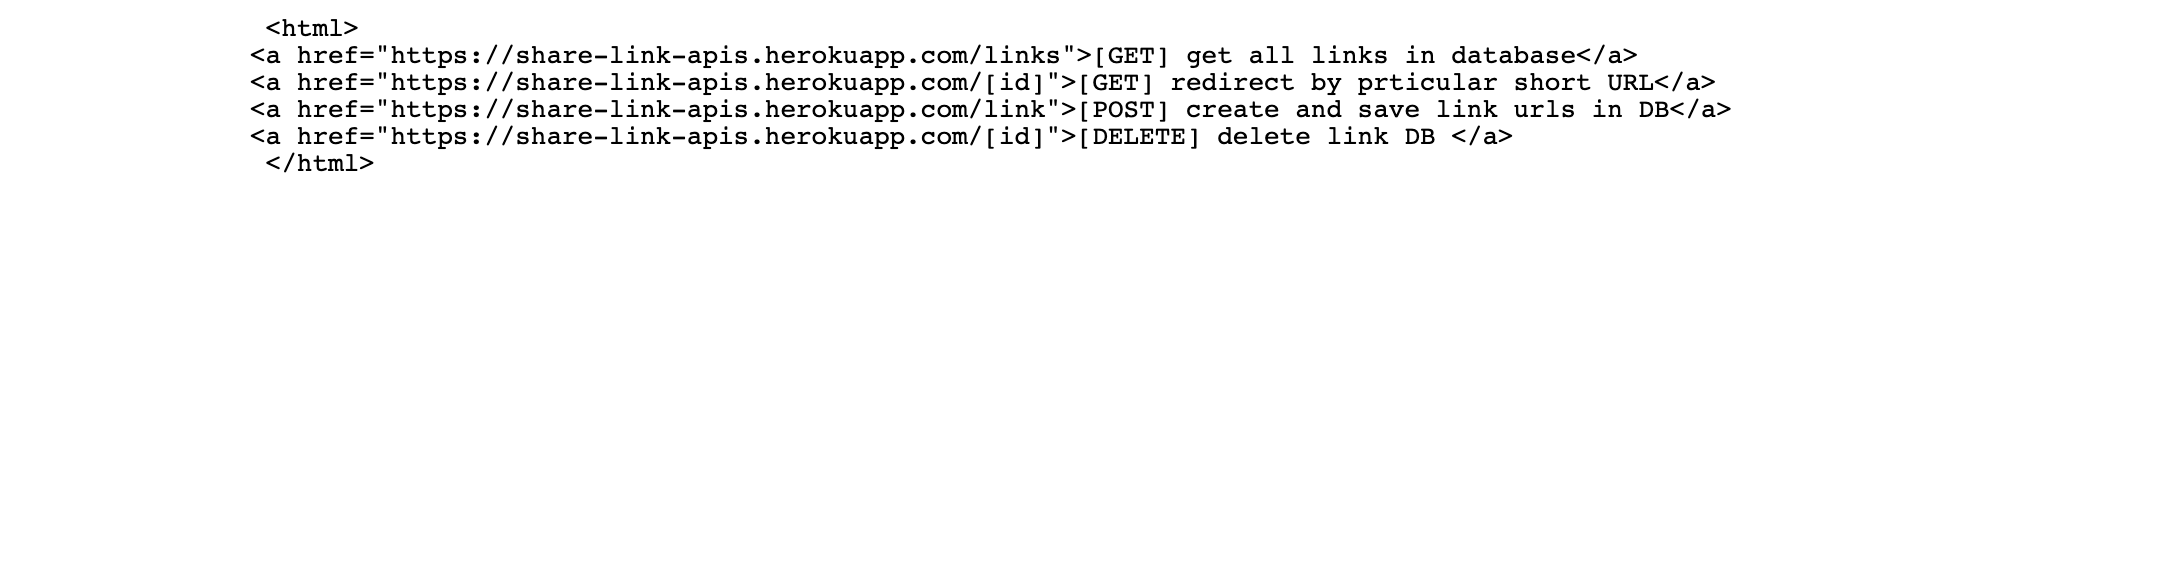 <html>
<a href="https://share-link-apis.herokuapp.com/links">[GET] get all links in database</a>
<a href="https://share-link-apis.herokuapp.com/[id]">[GET] redirect by prticular short URL</a>
<a href="https://share-link-apis.herokuapp.com/link">[POST] create and save link urls in DB</a>
<a href="https://share-link-apis.herokuapp.com/[id]">[DELETE] delete link DB </a>
</html>